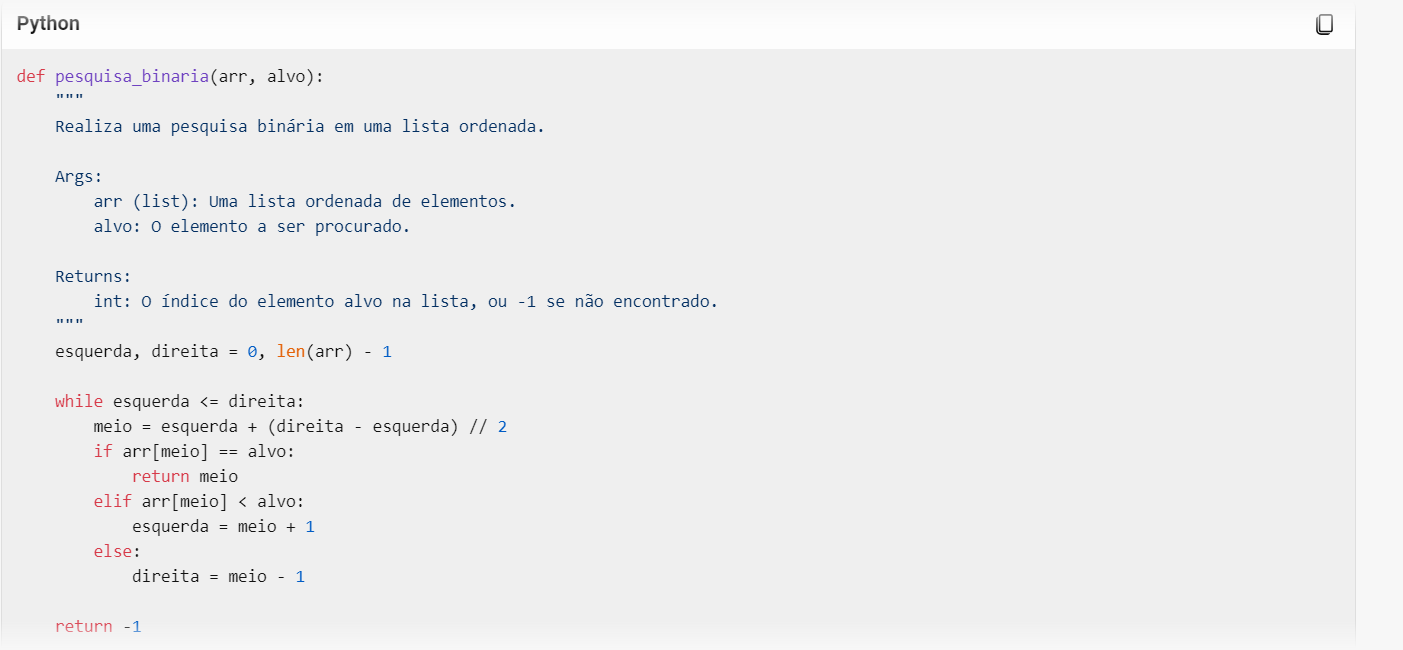 Python
def pesquisa_binaria(arr, alvo):
    """
    Realiza uma pesquisa binária em uma lista ordenada.

    Args:
        arr (list): Uma lista ordenada de elementos.
        alvo: O elemento a ser procurado.

    Returns:
        int: O índice do elemento alvo na lista, ou -1 se não encontrado.
    """
    esquerda, direita = 0, len(arr) - 1

    while esquerda <= direita:
        meio = esquerda + (direita - esquerda) // 2
        if arr[meio] == alvo:
            return meio
        elif arr[meio] < alvo:
            esquerda = meio + 1
        else:
            direita = meio - 1

    return -1